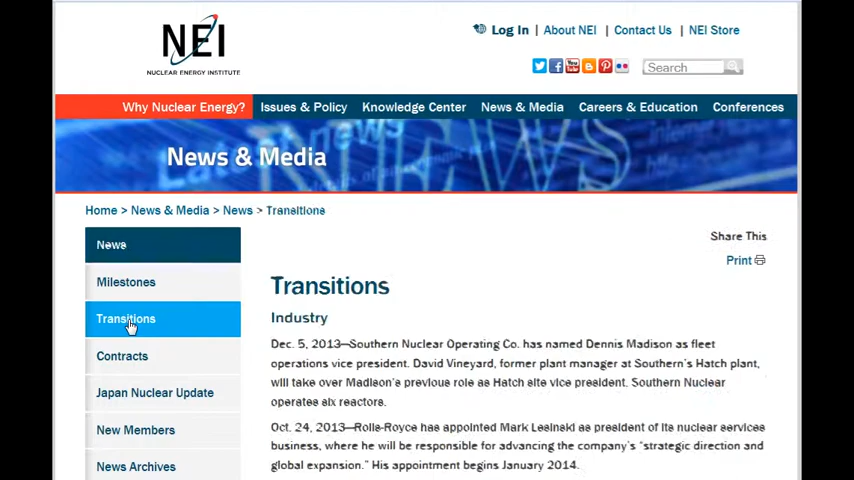 NEI
NUCLEAR ENERGY INSTITUTE
Log In | About NEI | Contact Us | NEI Store
You Tube
Search
Why Nuclear Energy? Issues & Policy Knowledge Center News & Media Careers & Education Conferences
News & Media
Home > News & Media > News > Transitions
Share This
Print
News
Milestones
Transitions
Contracts
Japan Nuclear Update
New Members
News Archives
Transitions
Industry
Dec. 5, 2013—Southern Nuclear Operating Co. has named Dennis Madison as fleet
operations vice president. David Vineyard, former plant manager at Southern's Hatch plant,
will take over Madison's previous role as Hatch site vice president. Southern Nuclear
operates six reactors.
Oct. 24, 2013—Rolls-Royce has appointed Mark Lesinski as president of its nuclear services
business, where he will be responsible for advancing the company's "strategic direction and
global expansion." His appointment begins January 2014.